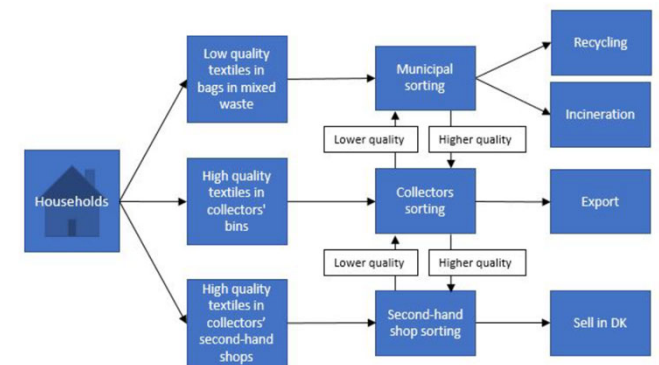 Low quality
textiles in
bags in mixed
waste
Municipal
sorting
Recycling
Incineration
Lower quality
Higher quality
Households
High quality
textiles in
collectors'
bins
Collectors
sorting
Export
Lower quality
Higher quality
High quality
textiles in
collectors'
second-hand
shops
Second-hand
shop sorting
Sell in DK